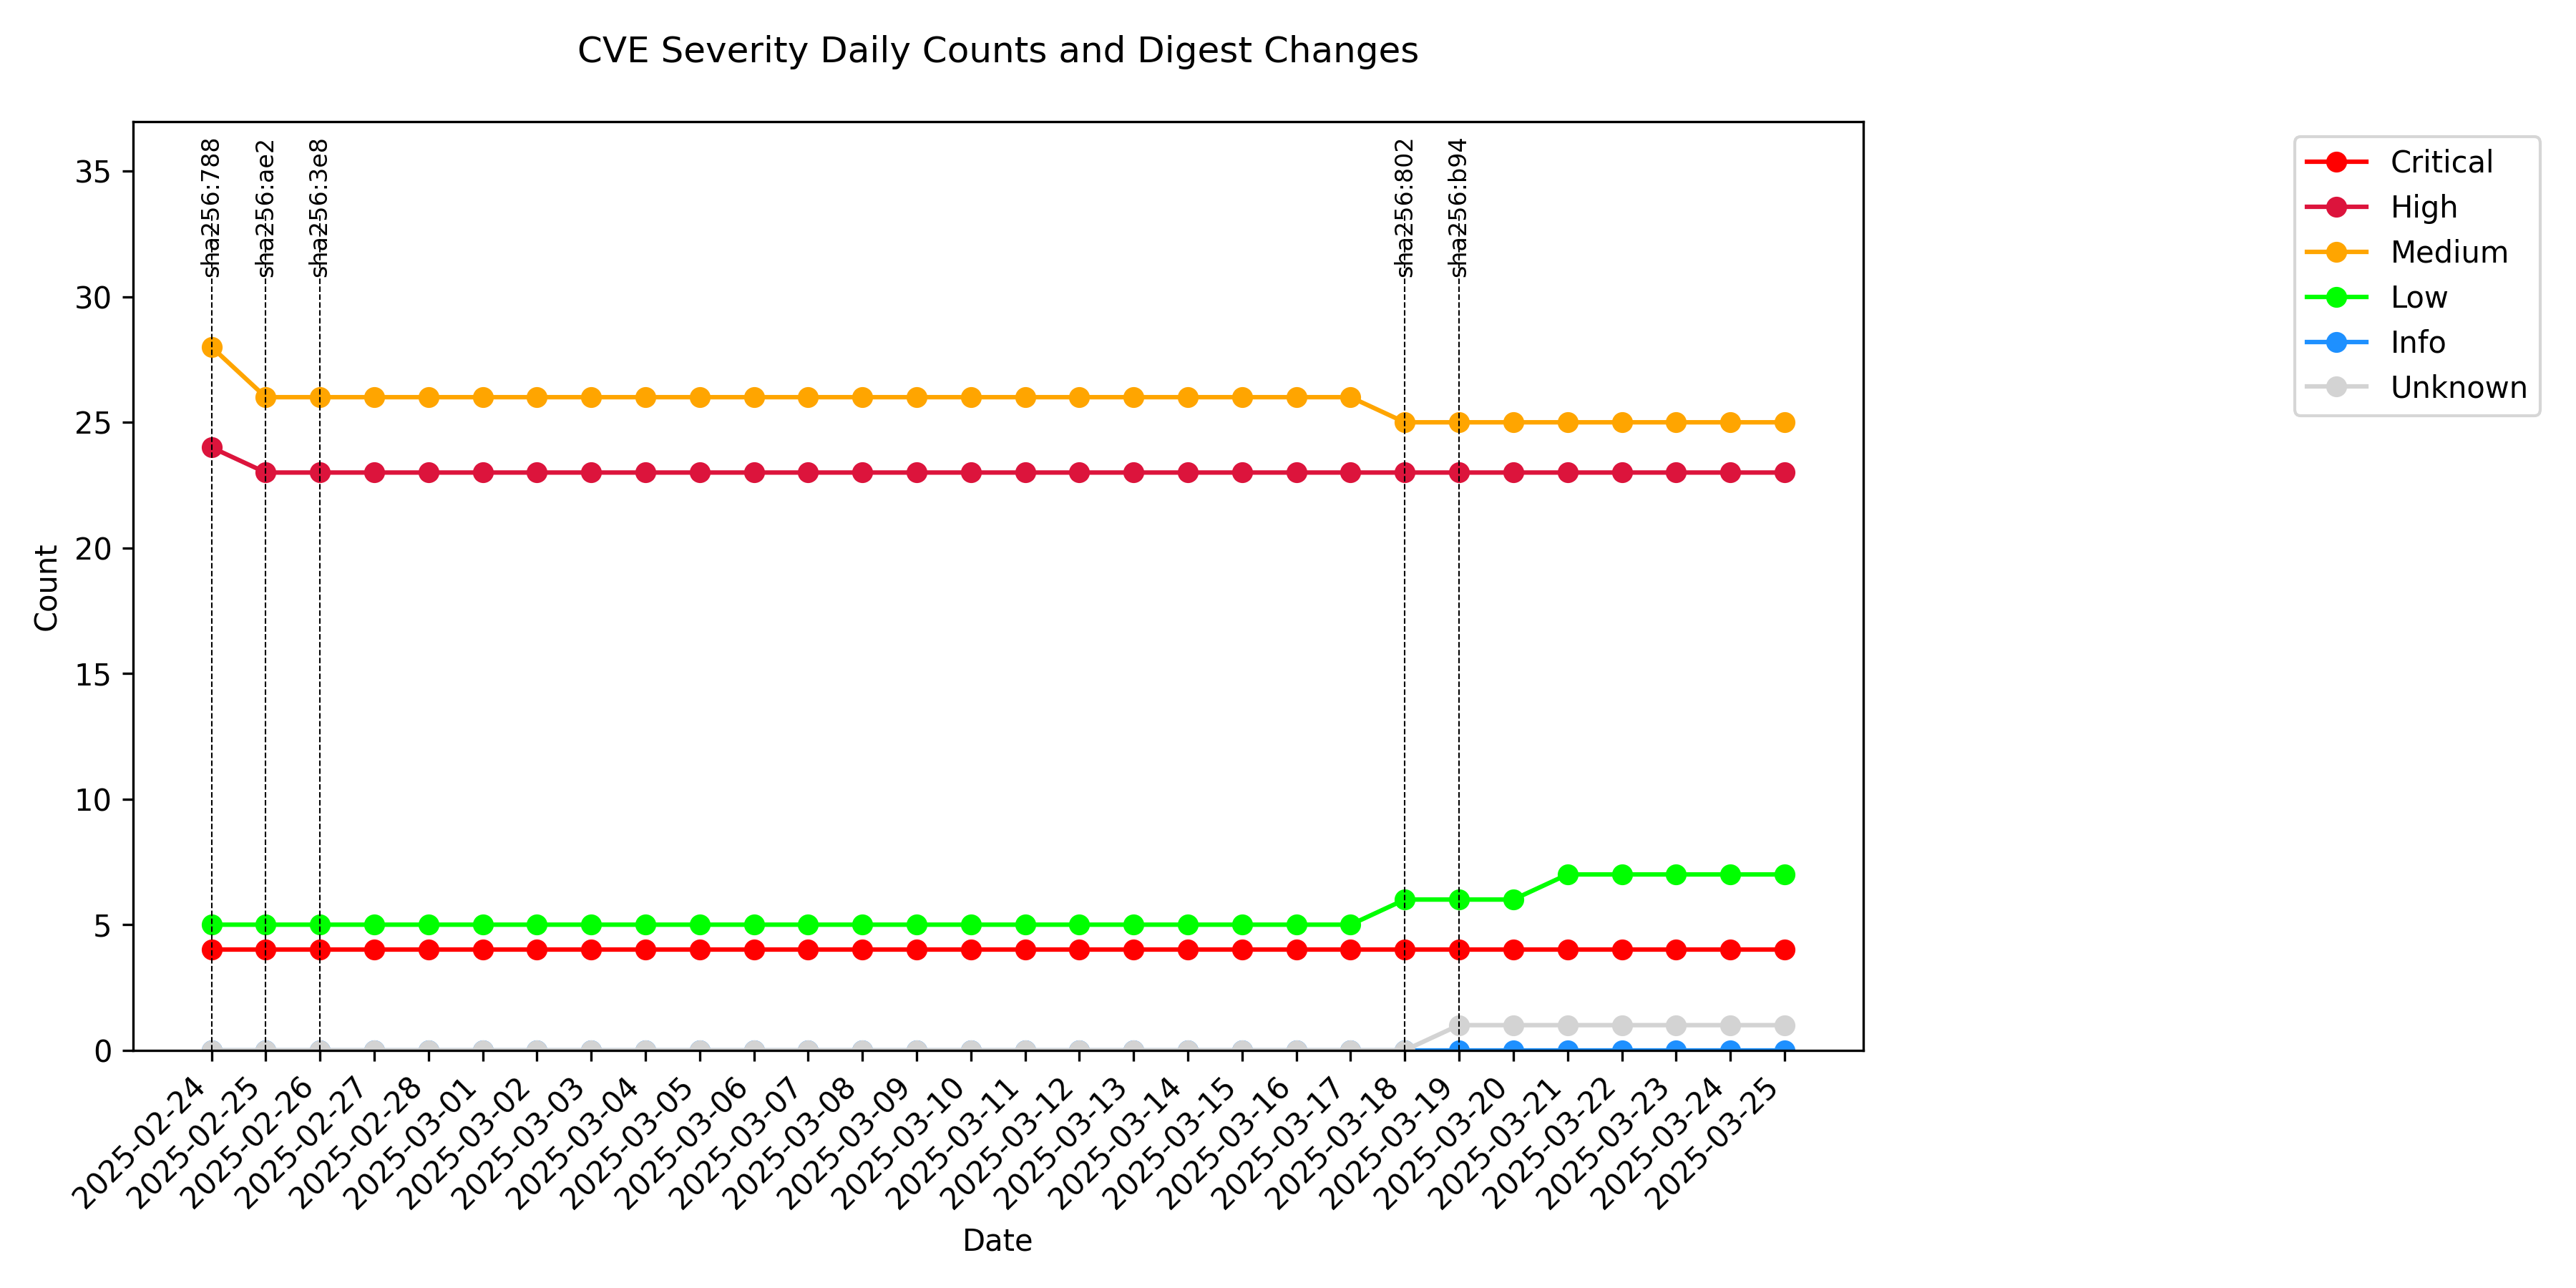 CVE Severity Daily Counts and Digest Changes
sha256:788
sha256:ae2
sha256:3e8
sha256:802
sha256:b94
Critical
High
Medium
Low
Info
Unknown
Count
35
30
25
20
15
10
5
0
2025-02-24
2025-02-25
2025-02-26
2025-02-27
2025-02-28
2025-03-01
2025-03-02
2025-03-03
2025-03-04
2025-03-05
2025-03-06
2025-03-07
2025-03-08
2025-03-09
2025-03-10
2025-03-11
2025-03-12
2025-03-13
2025-03-14
2025-03-15
2025-03-16
2025-03-17
2025-03-18
2025-03-19
2025-03-20
2025-03-21
2025-03-22
2025-03-23
2025-03-24
2025-03-25
Date